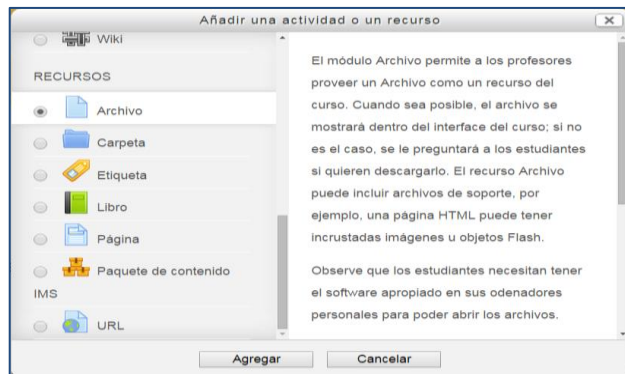 Añadir una actividad o un recurso
Wiki
RECURSOS
Archivo
Carpeta
Etiqueta
Libro
Página
Paquete de contenido
IMS
URL
El módulo Archivo permite a los profesores
proveer un Archivo como un recurso del
curso. Cuando sea posible, el archivo se
mostrará dentro del interface del curso; si no
es el caso, se le preguntará a los estudiantes
si quieren descargarlo. El recurso Archivo
puede incluir archivos de soporte, por
ejemplo, una página HTML puede tener
incrustadas imágenes u objetos Flash.
Observe que los estudiantes necesitan tener
el software apropiado en sus odenadores
personales para poder abrir los archivos.
Agregar
Cancelar